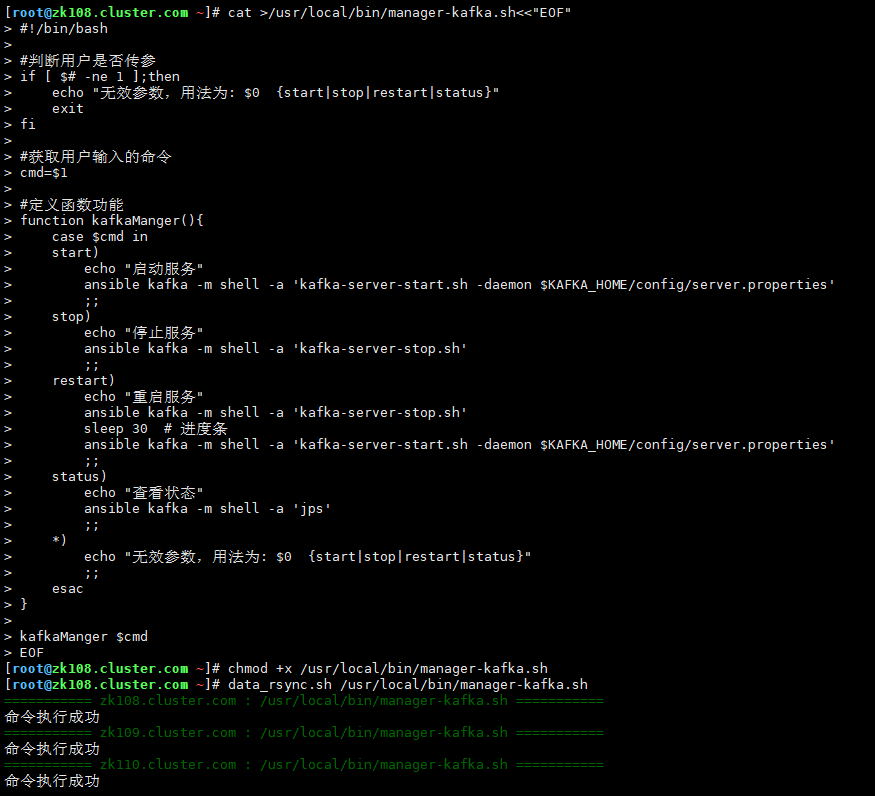 [root@zk108.cluster.com ~]# cat >/usr/local/bin/manager-kafka.sh<<"EOF"
> #!/bin/bash
>
> #判断用户是否传参
> if [ $# -ne 1 ];then
>     echo "无效参数，用法为: $0  {start|stop|restart|status}"
>     exit
> fi
>
> #获取用户输入的命令
> cmd=$1
>
> #定义函数功能
> function kafkaManger(){
>     case $cmd in
>     start)
>         echo "启动服务"
>         ansible kafka -m shell -a 'kafka-server-start.sh -daemon $KAFKA_HOME/config/server.properties'
>         ;;
>     stop)
>         echo "停止服务"
>         ansible kafka -m shell -a 'kafka-server-stop.sh'
>         ;;
>     restart)
>         echo "重启服务"
>         ansible kafka -m shell -a 'kafka-server-stop.sh'
>         sleep 30  # 进度条
>         ansible kafka -m shell -a 'kafka-server-start.sh -daemon $KAFKA_HOME/config/server.properties'
>         ;;
>     status)
>         echo "查看状态"
>         ansible kafka -m shell -a 'jps'
>         ;;
>     *)
>         echo "无效参数，用法为: $0  {start|stop|restart|status}"
>         ;;
>     esac
> }
>
> kafkaManger $cmd
> EOF
[root@zk108.cluster.com ~]# chmod +x /usr/local/bin/manager-kafka.sh
[root@zk108.cluster.com ~]# data_rsync.sh /usr/local/bin/manager-kafka.sh
=========== zk108.cluster.com : /usr/local/bin/manager-kafka.sh ===========
命令执行成功
=========== zk109.cluster.com : /usr/local/bin/manager-kafka.sh ===========
命令执行成功
=========== zk110.cluster.com : /usr/local/bin/manager-kafka.sh ===========
命令执行成功